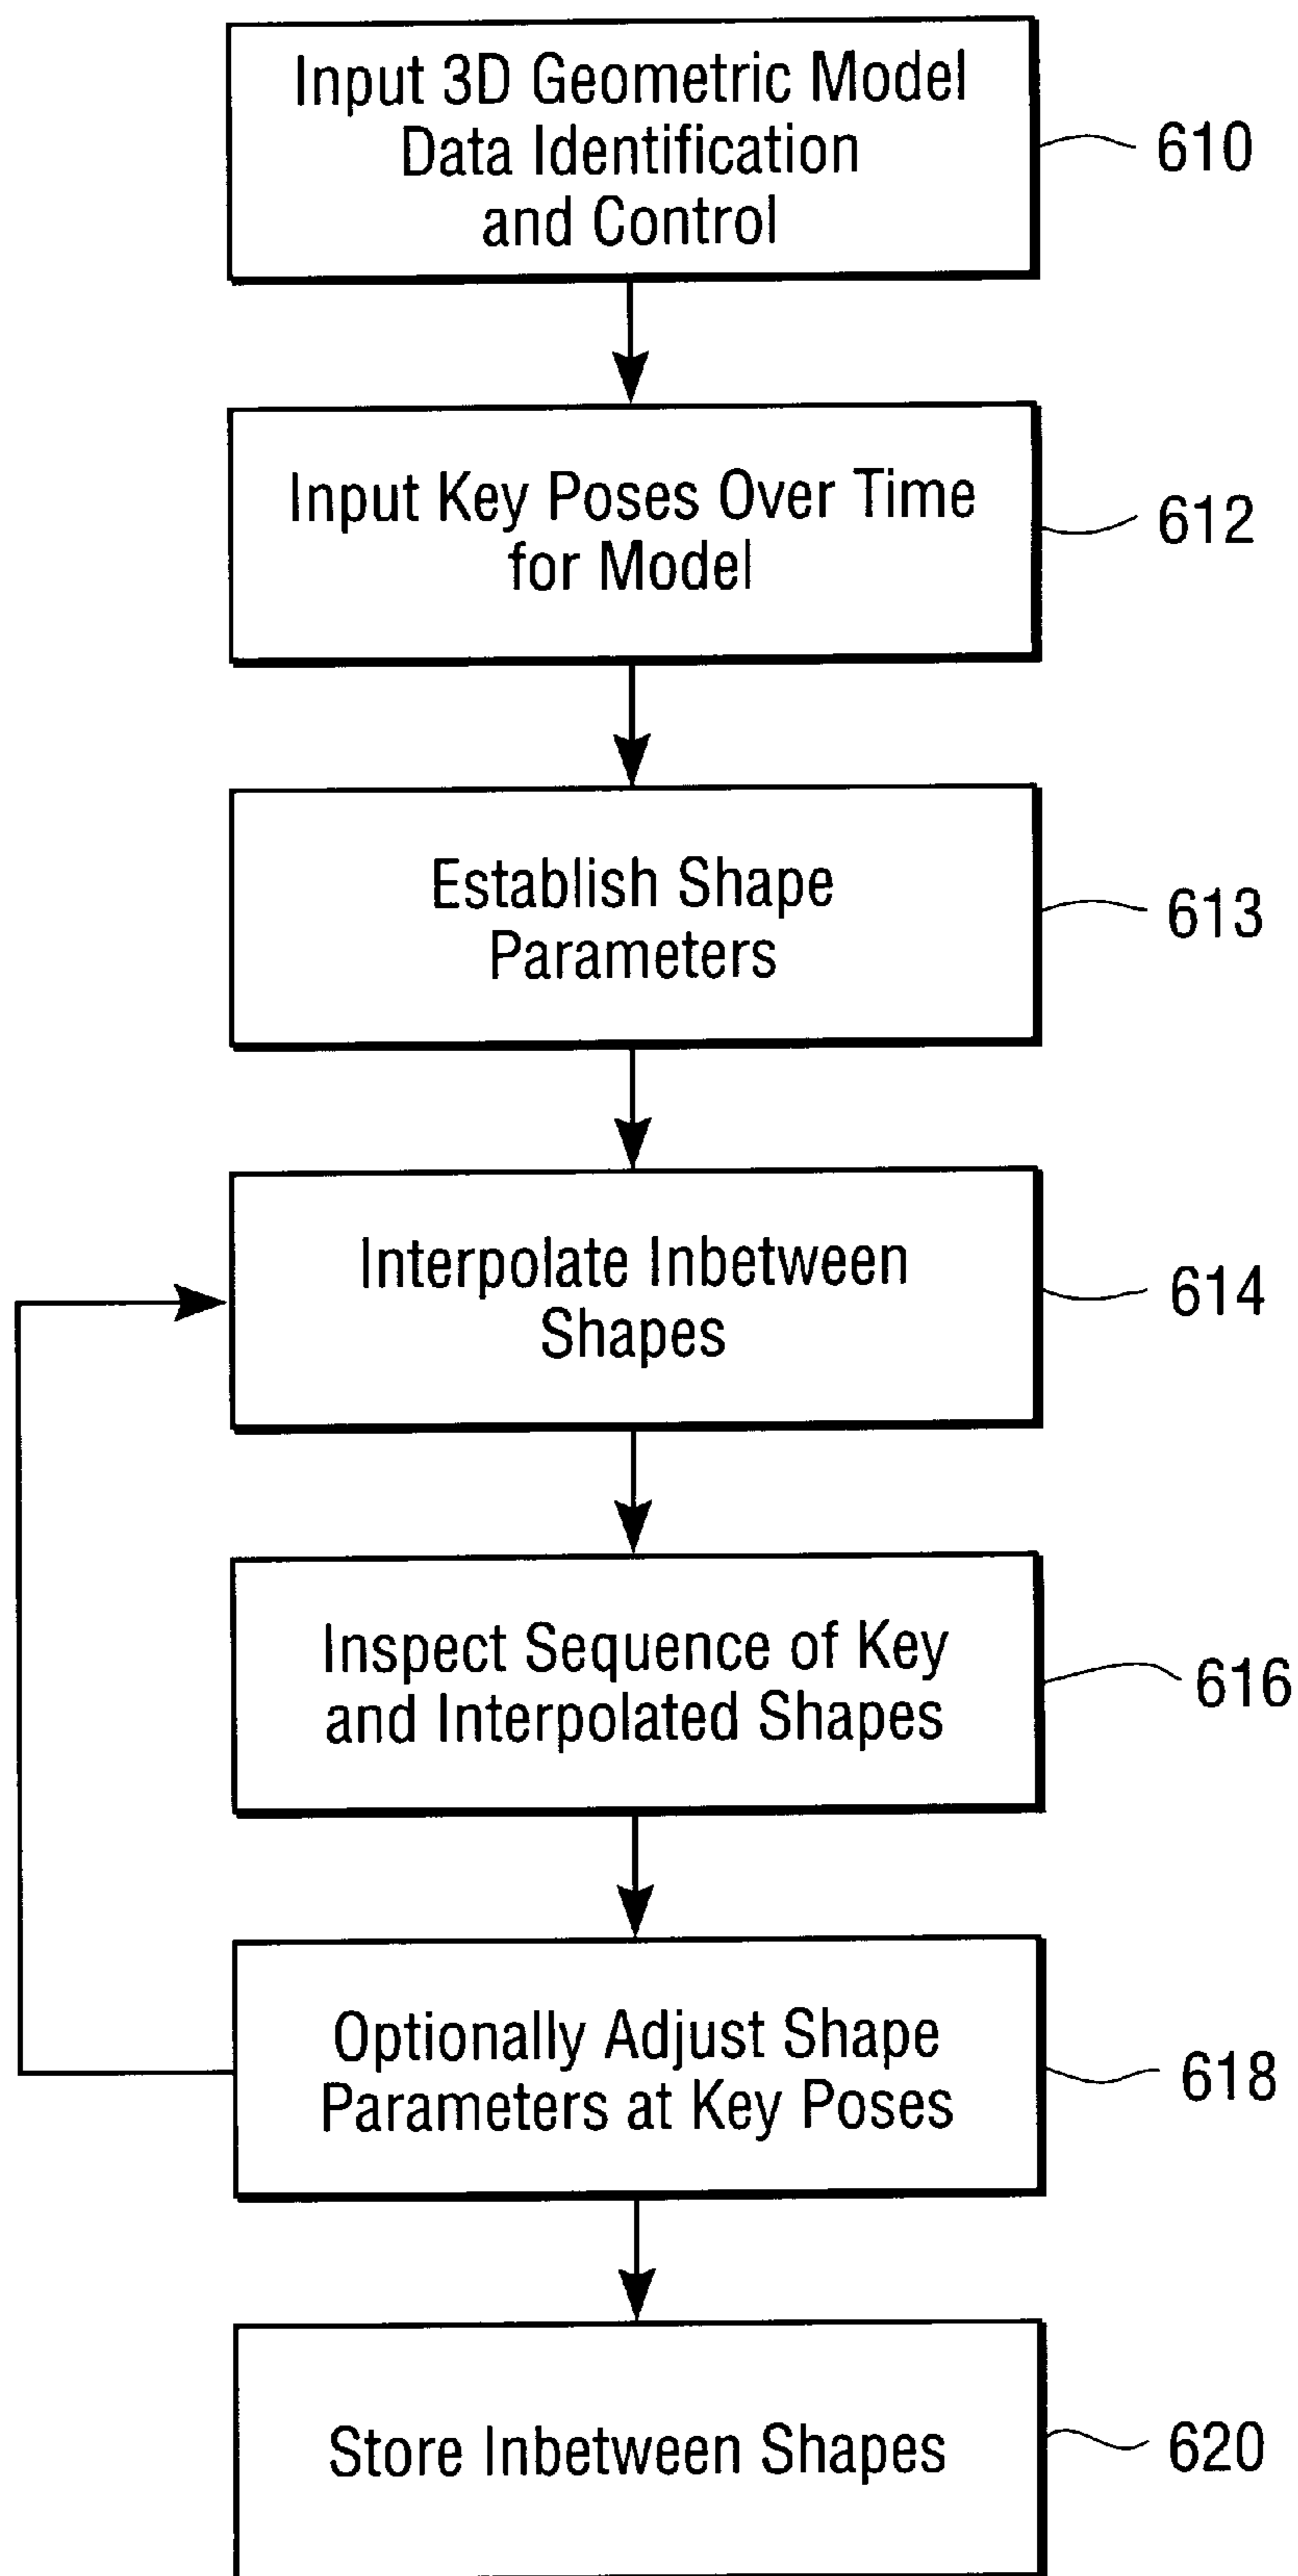 Input 3D Geometric Model
Data Identification
and Control
610
Input Key Poses Over Time
for Model
612
Establish Shape
Parameters
613
Interpolate Inbetween
Shapes
614
Inspect Sequence of Key
and Interpolated Shapes
616
Optionally Adjust Shape
Parameters at Key Poses
618
Store Inbetween Shapes
620